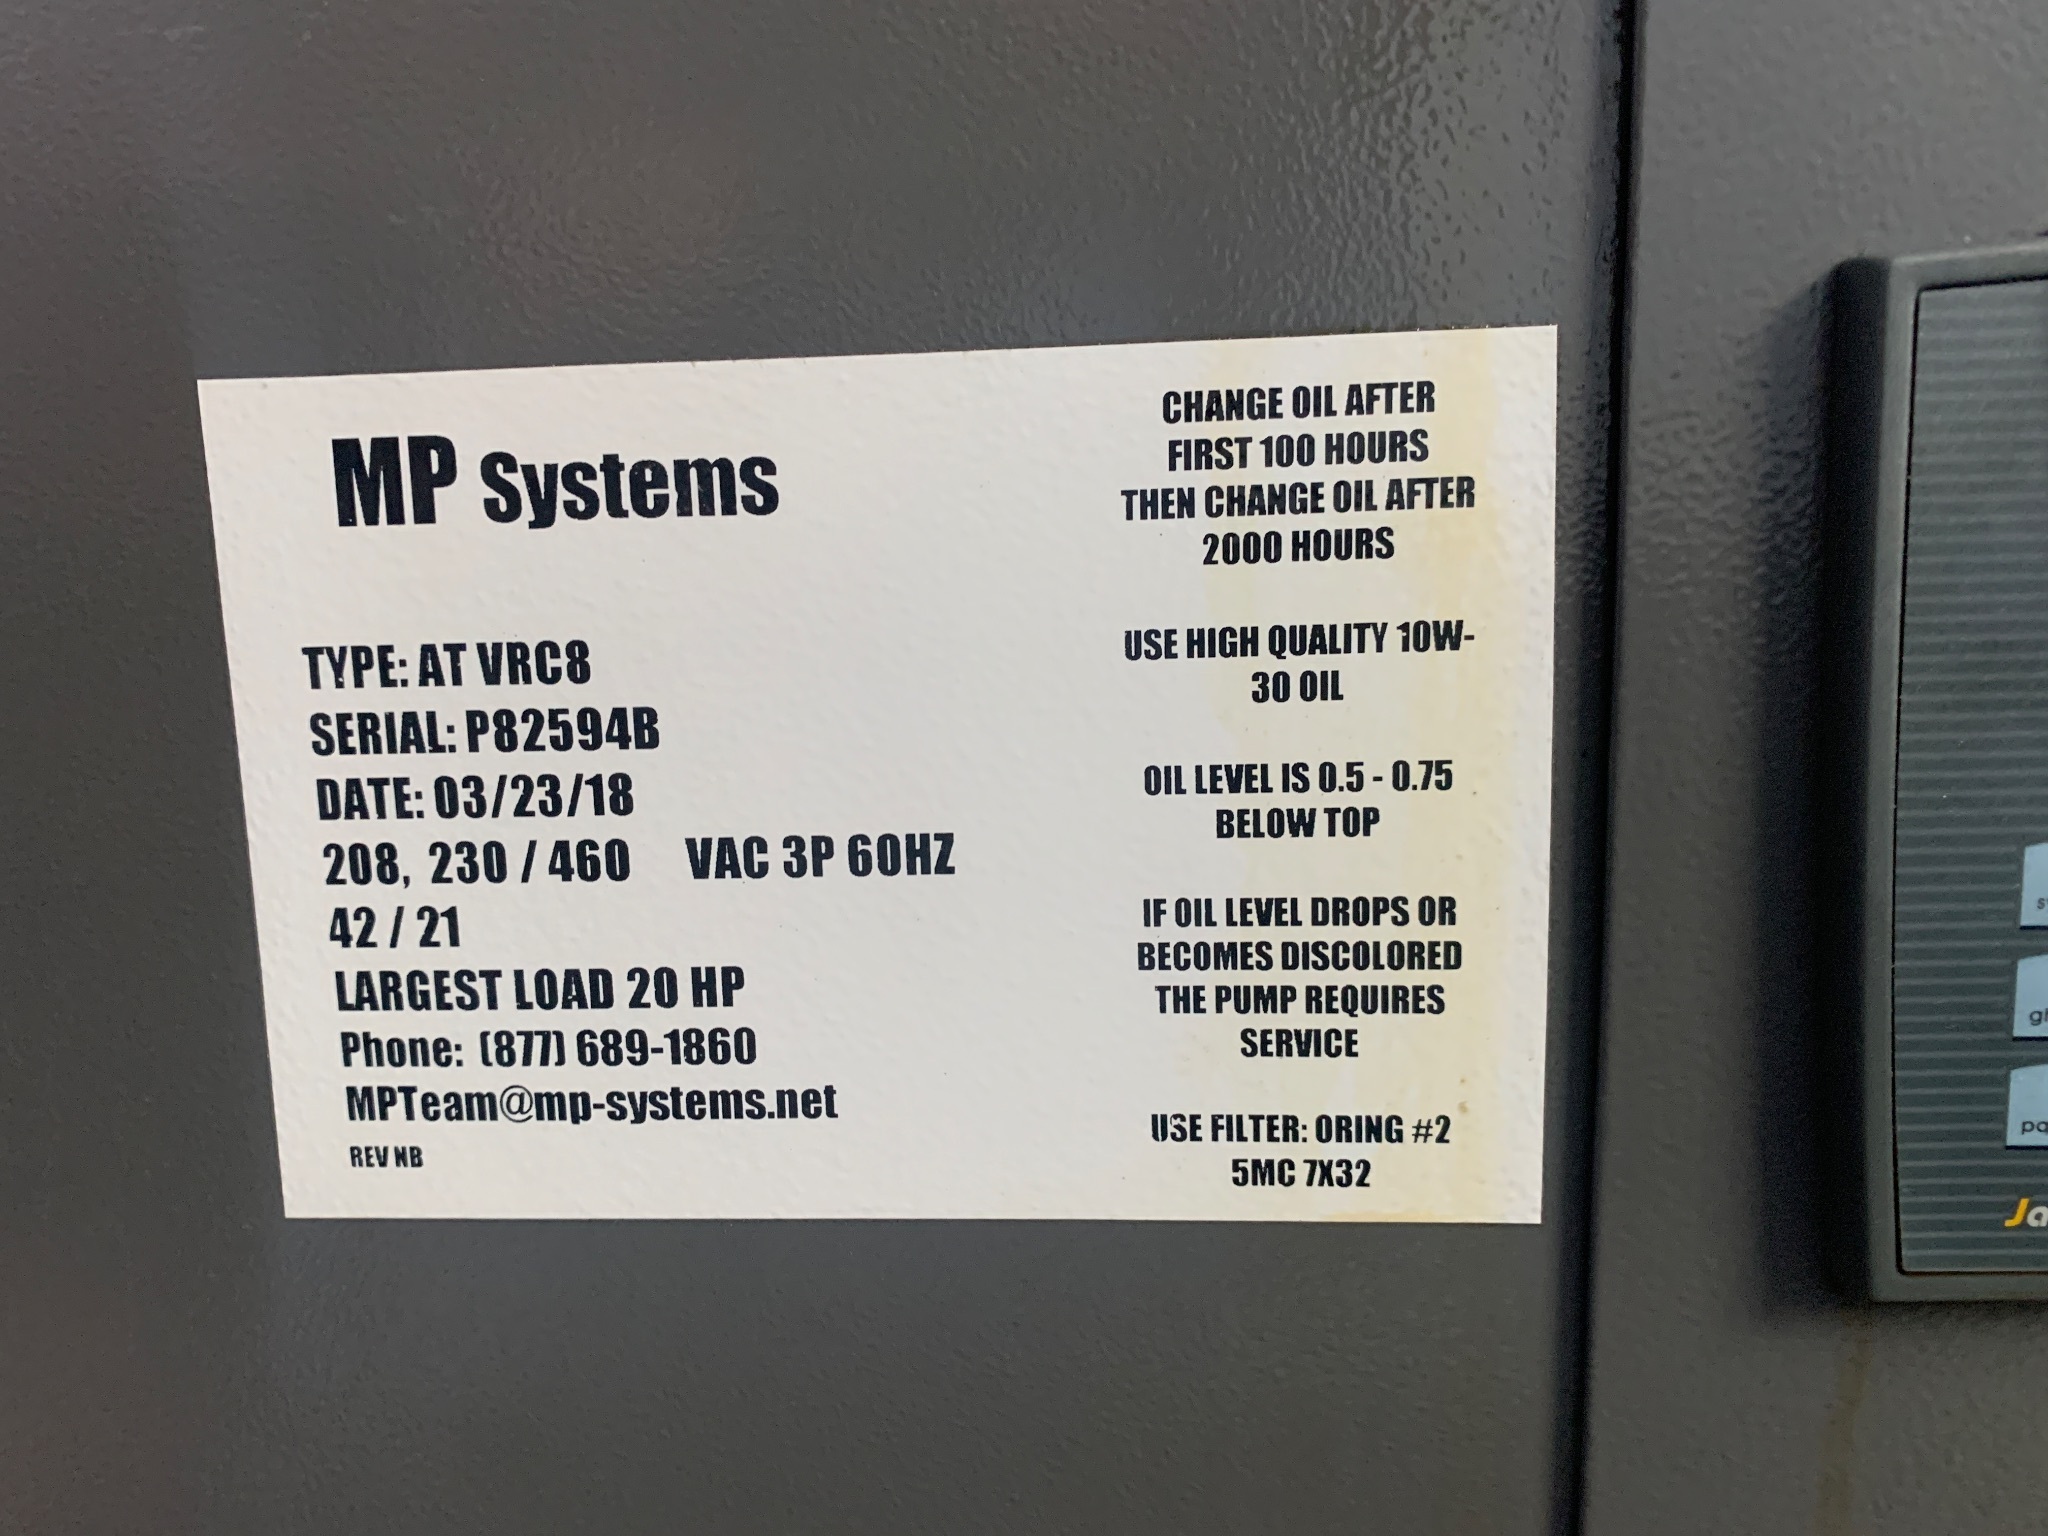 MP Systems
TYPE: AT VRC8
SERIAL: P82594B
DATE: 03/23/18
208, 230 / 460 VAC 3P 60HZ
42 / 21
LARGEST LOAD 20 HP
Phone: (877) 689-1860
MPTeam@mp-systems.net
REV NB
CHANGE OIL AFTER
FIRST 100 HOURS
THEN CHANGE OIL AFTER
2000 HOURS
USE HIGH QUALITY 10W-
30 OIL
OIL LEVEL IS 0.5 - 0.75
BELOW TOP
IF OIL LEVEL DROPS OR
BECOMES DISCOLORED
THE PUMP REQUIRES
SERVICE
USE FILTER: ORING #2
5MC 7X32